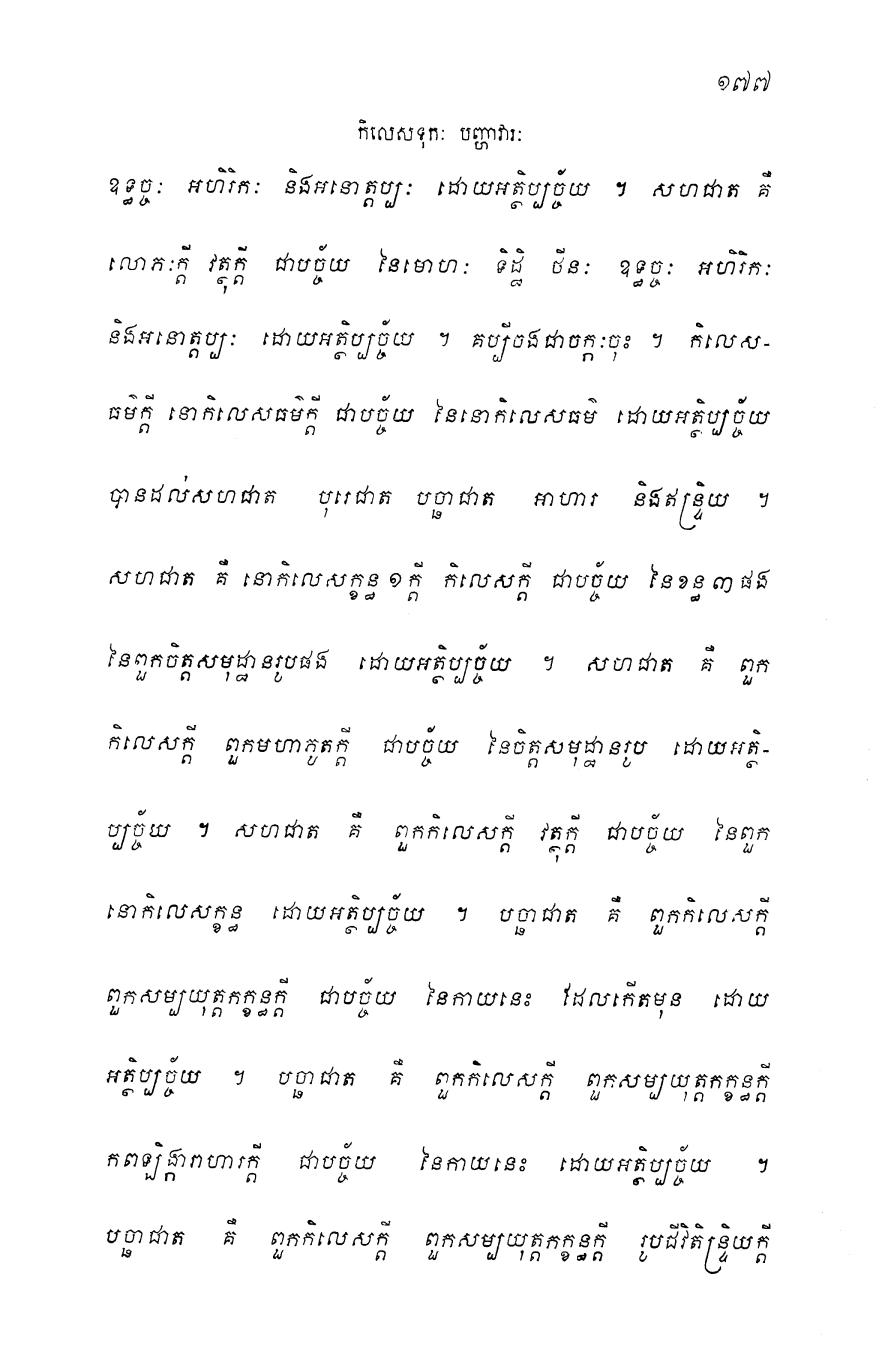 ១៧៧
កិលេសទុកៈ បញ្ហាវារៈ
ឧទ្ធច្ចៈ អហិរិកៈ និងអនោត្តប្បៈ ដោយអត្ថិប្បច្ច័យ ។ សហជាត គឺ
លោភៈក្តី វត្ថុក្តី ជាបច្ច័យ នៃមោហៈ ទិដ្ឋិ ថីនៈ ឧទ្ធច្ចៈ អហិរិកៈ
និងអនោត្តប្បៈ ដោយអត្ថិប្បច្ច័យ ។ គប្បីចងជាចក្កៈចុះ ។ កិលេស-
ធម៌ក្តី នោកិលេសធម៌ក្តី ជាបច្ច័យ នៃនោកិលេសធម៌ ដោយអត្ថិប្បច្ច័យ
បានដល់សហជាត បុរេជាត បច្ឆាជាត អាហារ និងឥន្ទ្រិយ ។
សហជាត គឺ នោកិលេសក្ខន្ធ ១ ក្តី កិលេសក្តី ជាបច្ច័យ នៃខន្ធ ៣ ផង
នៃពួកចិត្តសមុដ្ឋានរូបផង ដោយអត្ថិប្បច្ច័យ ។ សហជាត គឺ ពួក
កិលេសក្តី ពួកមហាភូតក្តី ជាបច្ច័យ នៃចិត្តសមុដ្ឋានរូប ដោយអត្ថិ-
ប្បច្ច័យ ។ សហជាត គឺ ពួកកិលេសក្តី វត្ថុក្តី ជាបច្ច័យ នៃពួក
នោកិលេសក្ខន្ធ ដោយអត្ថិប្បច្ច័យ ។ បច្ឆាជាត គឺ ពួកកិលេសក្តី
ពួកសម្បយុត្តកក្ខន្ធក្តី ជាបច្ច័យ នៃកាយនេះ ដែលកើតមុន ដោយ
អត្ថិប្បច្ច័យ ។ បច្ឆាជាត គឺ ពួកកិលេសក្តី ពួកសម្បយុត្តកក្ខន្ធក្តី
កពឡិង្ការាហារក្តី ជាបច្ច័យ នៃកាយនេះ ដោយអត្ថិប្បច្ច័យ ។
បច្ឆាជាត គឺ ពួកកិលេសក្តី ពួកសម្បយុត្តកក្ខន្ធក្តី រូបជីវិតិន្ទ្រិយក្តី